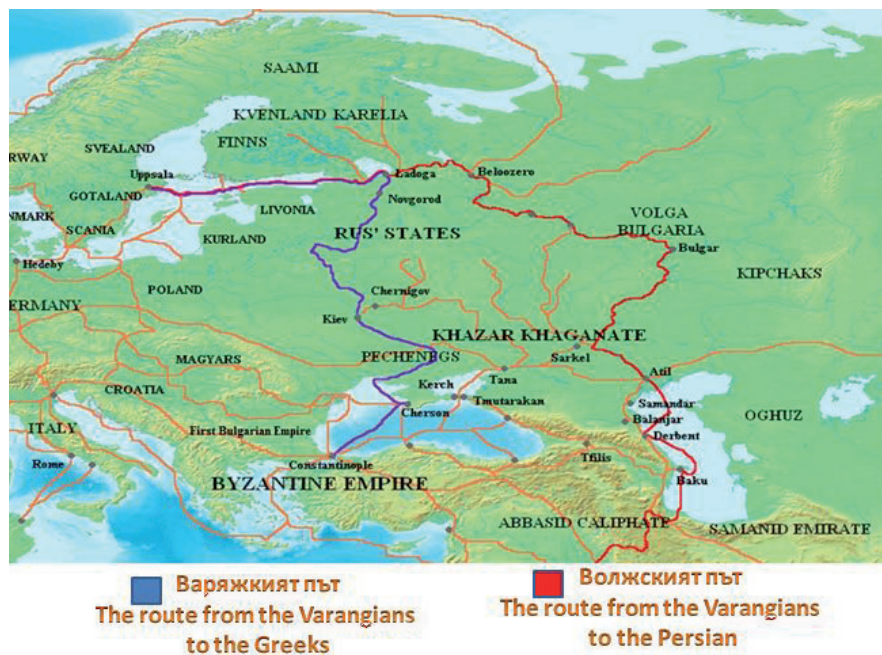 SAAMI
KVENLAND KARELIA
SVEALAND
FINNS
RWAY
Uppsala
Ładoga
Beloozero
GOTALAND
Novgorod
LIVONIA
NMARK
SCANIA
VOLGA
BULGARIA
KURLAND
RUS' STATES
Bulgar
Hedeby
KIPCHAKS
POLAND
Chernigov
ERMANY
Kiev
KHAZAR KHAGANATE
PECHENEGS
Sarkel
MAGYARS
Atil
Tana
CROATIA
Kerch
Samandar
Cherson
Tmutarakan
OGHUZ
Balanjar
ITALY
First Bulgarian Empire
Derbent
Rome
Constantinople
Tfilis
Baku
BYZANTINE EMPIRE
ABBASID CALIPHATE
SAMANID EMIRATE
Варяжкият път
The route from the Varangians
to the Greeks
Волжският път
The route from the Varangians
to the Persian